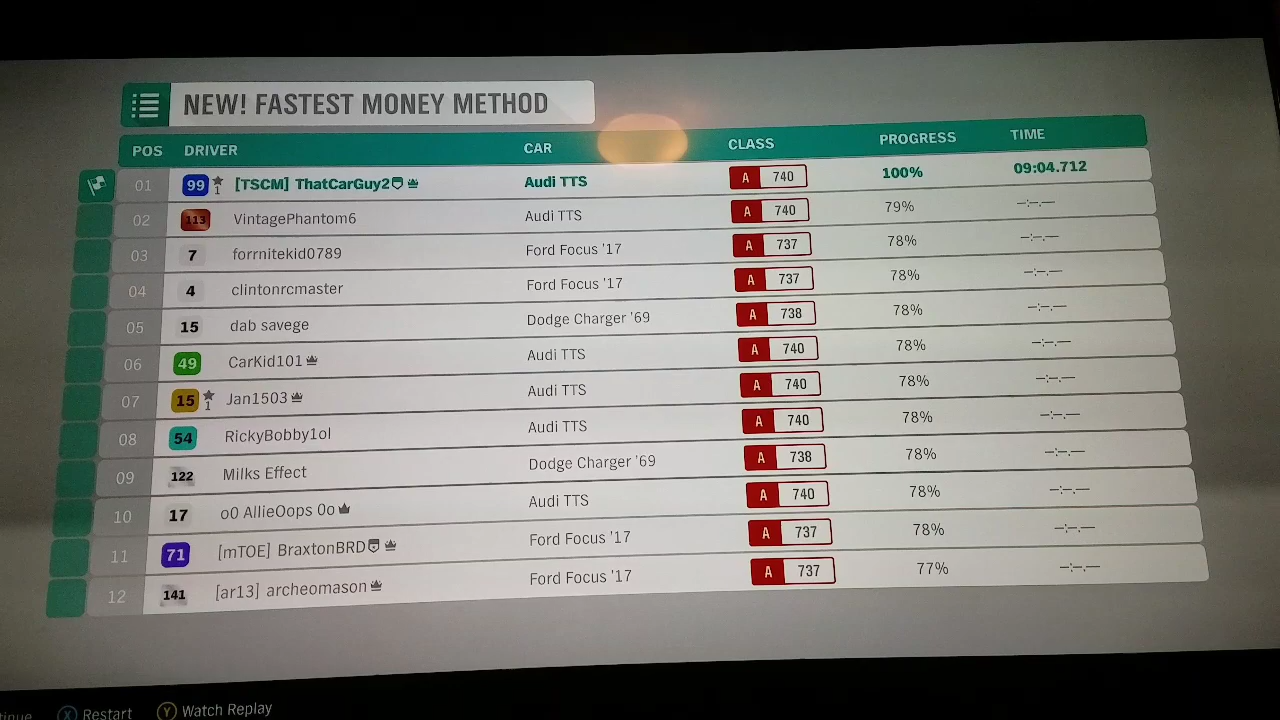 NEW! FASTEST MONEY METHOD
POS DRIVER CAR CLASS PROGRESS TIME
01 99 1 [TSCM] ThatCarGuy2 Audi TTS A 740 100% 09:04.712
02 113 VintagePhantom6 Audi TTS A 740 79% --:--.---
03 7 forrnitekid0789 Ford Focus '17 A 737 78% --:--.---
04 4 clintonrcmaster Ford Focus '17 A 737 78% --:--.---
05 15 dab savege Dodge Charger '69 A 738 78% --:--.---
06 49 CarKid101 Audi TTS A 740 78% --:--.---
07 15 1 Jan1503 Audi TTS A 740 78% --:--.---
08 54 RickyBobby1ol Audi TTS A 740 78% --:--.---
09 122 Milks Effect Dodge Charger '69 A 738 78% --:--.---
10 17 o0 AllieOops 0o Audi TTS A 740 78% --:--.---
11 71 [mTOE] BraxtonBRD Ford Focus '17 A 737 78% --:--.---
12 141 [ar13] archeomason Ford Focus '17 A 737 77% --:--.---
X Restart Y Watch Replay